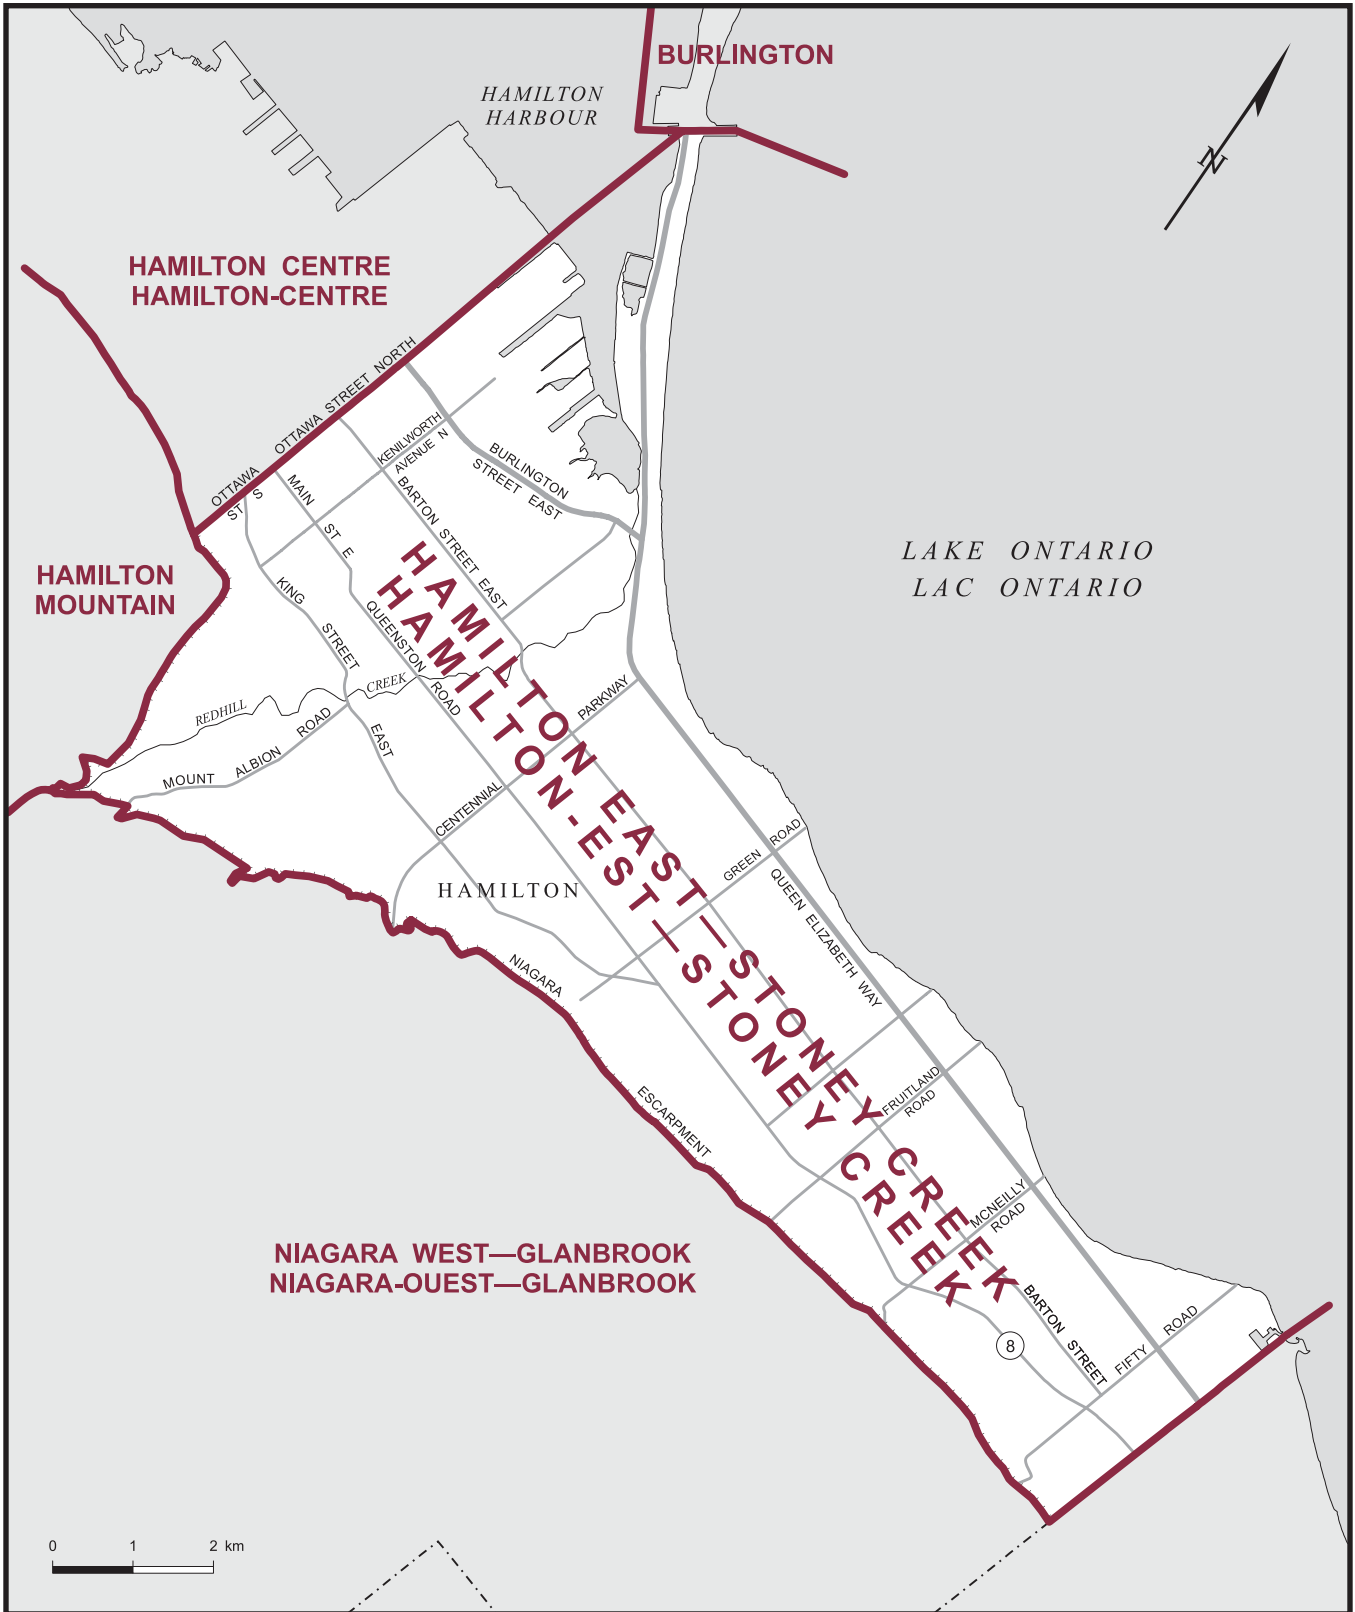 BURLINGTON
HAMILTON
HARBOUR
N
HAMILTON CENTRE
HAMILTON-CENTRE
OTTAWA STREET NORTH
OTTAWA
ST S
KENILWORTH
AVENUE N
BURLINGTON
STREET EAST
MAIN
ST E
BARTON STREET EAST
LAKE ONTARIO
LAC ONTARIO
HAMILTON
MOUNTAIN
KING
STREET
EAST
QUEENSTON
ROAD
REDHILL
CREEK
MOUNT ALBION ROAD
PARKWAY
CENTENNIAL
HAMILTON EAST—STONEY CREEK
HAMILTON-EST—STONEY CREEK
GREEN ROAD
QUEEN ELIZABETH WAY
HAMILTON
NIAGARA
ESCARPMENT
FRUITLAND
ROAD
MCNEILLY
ROAD
NIAGARA WEST—GLANBROOK
NIAGARA-OUEST—GLANBROOK
BARTON STREET
8
FIFTY ROAD
0 1 2 km